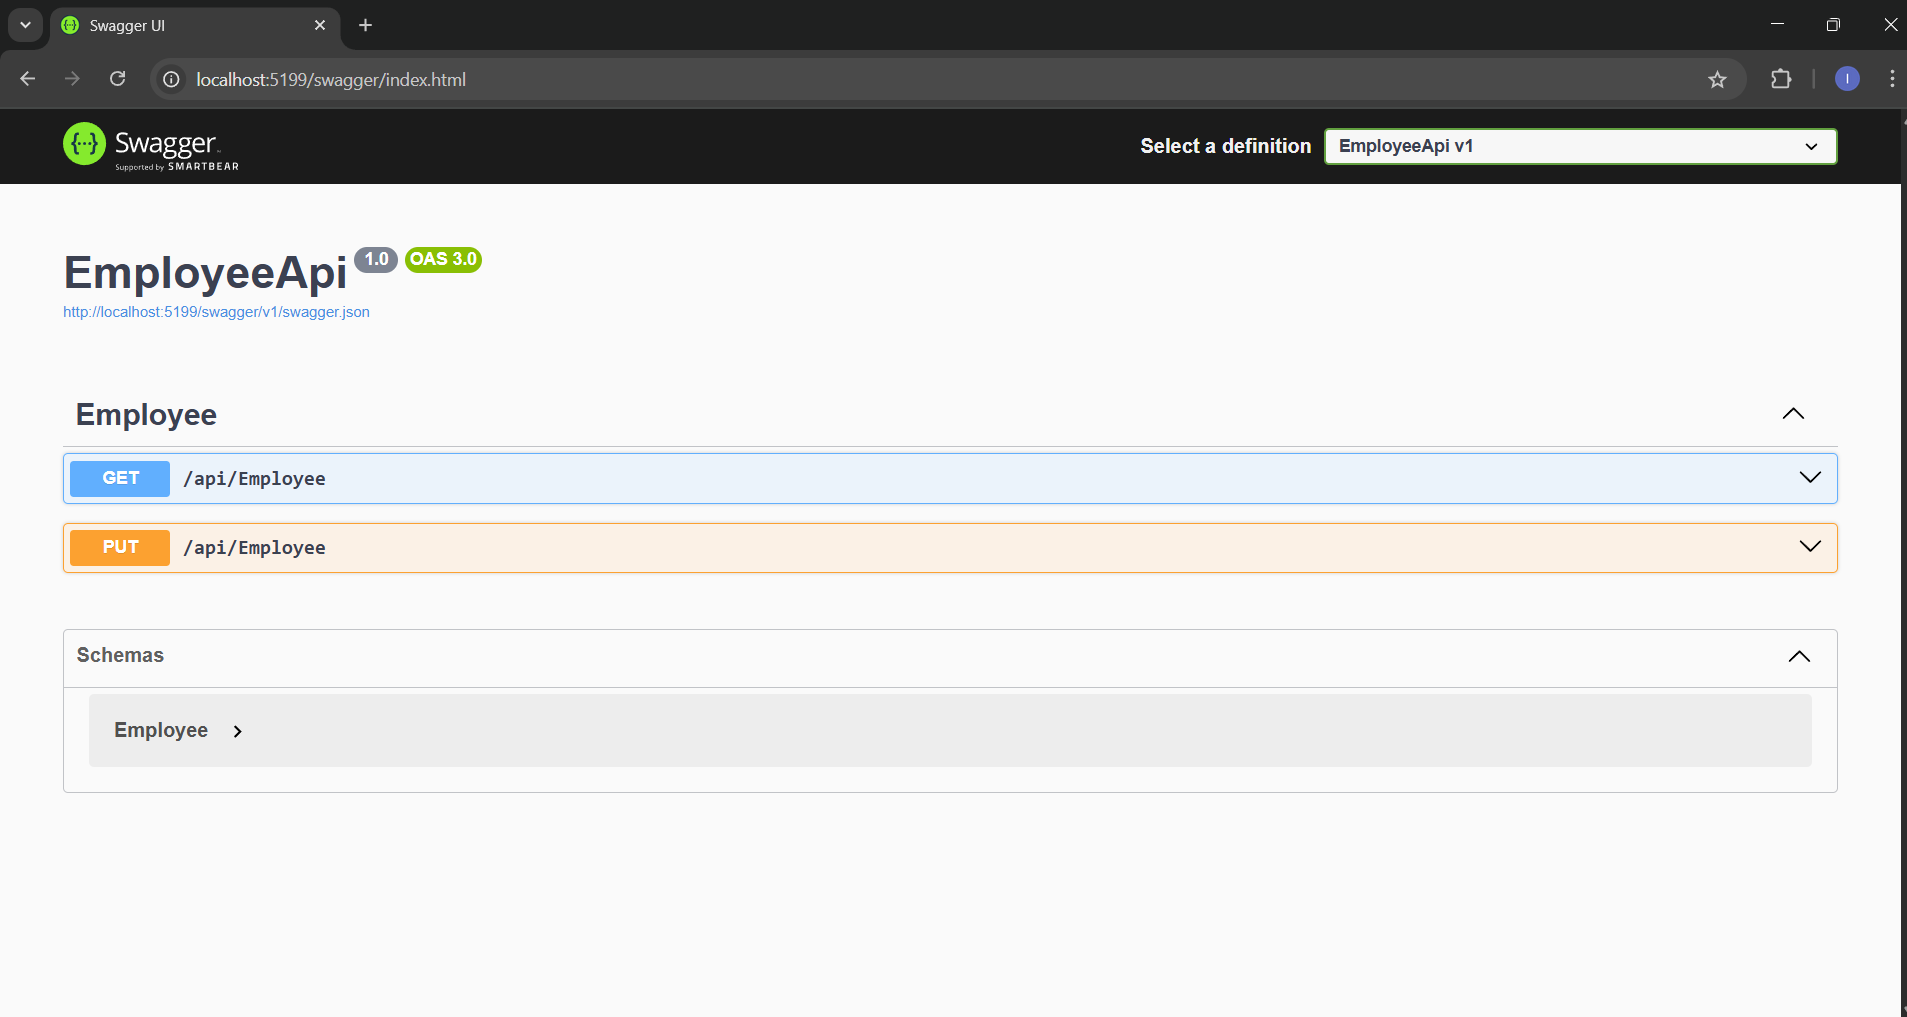 Swagger UI
localhost:5199/swagger/index.html
I
{···} Swagger
Supported by SMARTBEAR
Select a definition
EmployeeApi v1
EmployeeApi 1.0 OAS 3.0
http://localhost:5199/swagger/v1/swagger.json
Employee
GET /api/Employee
PUT /api/Employee
Schemas
Employee